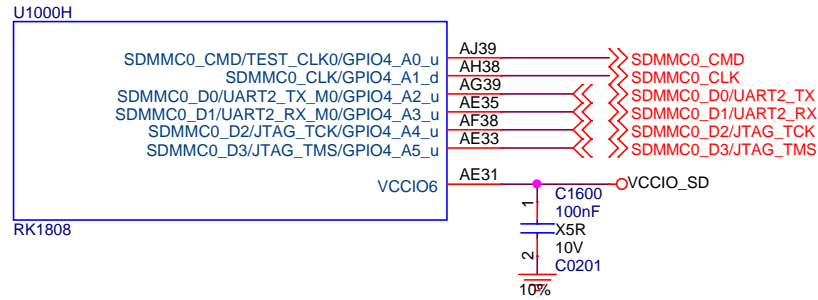 U1000H
SDMMC0_CMD/TEST_CLK0/GPIO4_A0_u AJ39 SDMMC0_CMD
SDMMC0_CLK/GPIO4_A1_d AH38 SDMMC0_CLK
SDMMC0_D0/UART2_TX_M0/GPIO4_A2_u AG39 SDMMC0_D0/UART2_TX
SDMMC0_D1/UART2_RX_M0/GPIO4_A3_u AE35 SDMMC0_D1/UART2_RX
SDMMC0_D2/JTAG_TCK/GPIO4_A4_u AF38 SDMMC0_D2/JTAG_TCK
SDMMC0_D3/JTAG_TMS/GPIO4_A5_u AE33 SDMMC0_D3/JTAG_TMS
VCCIO6 AE31 VCCIO_SD
RK1808
C1600
1
100nF
X5R
10V
2
C0201
10%